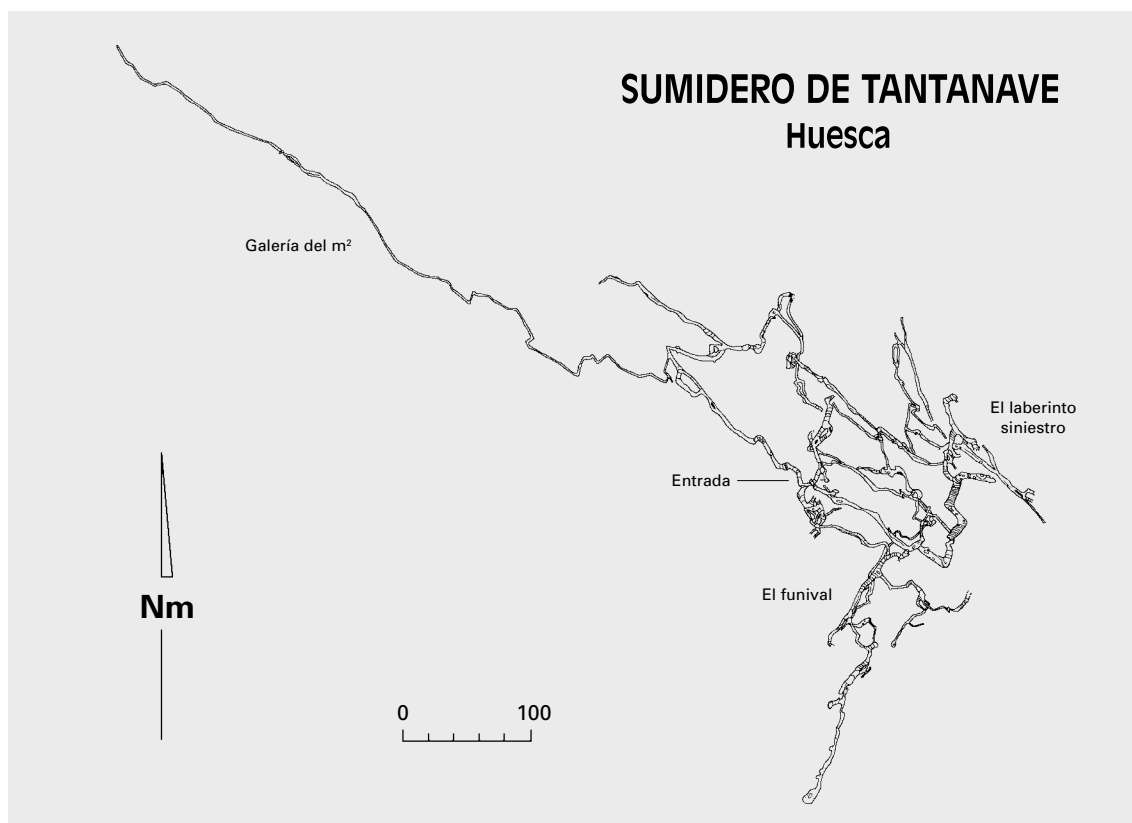 SUMIDERO DE TANTANAVE
Huesca
Galería del m²
El laberinto
siniestro
Entrada
El funival
Nm
0 100